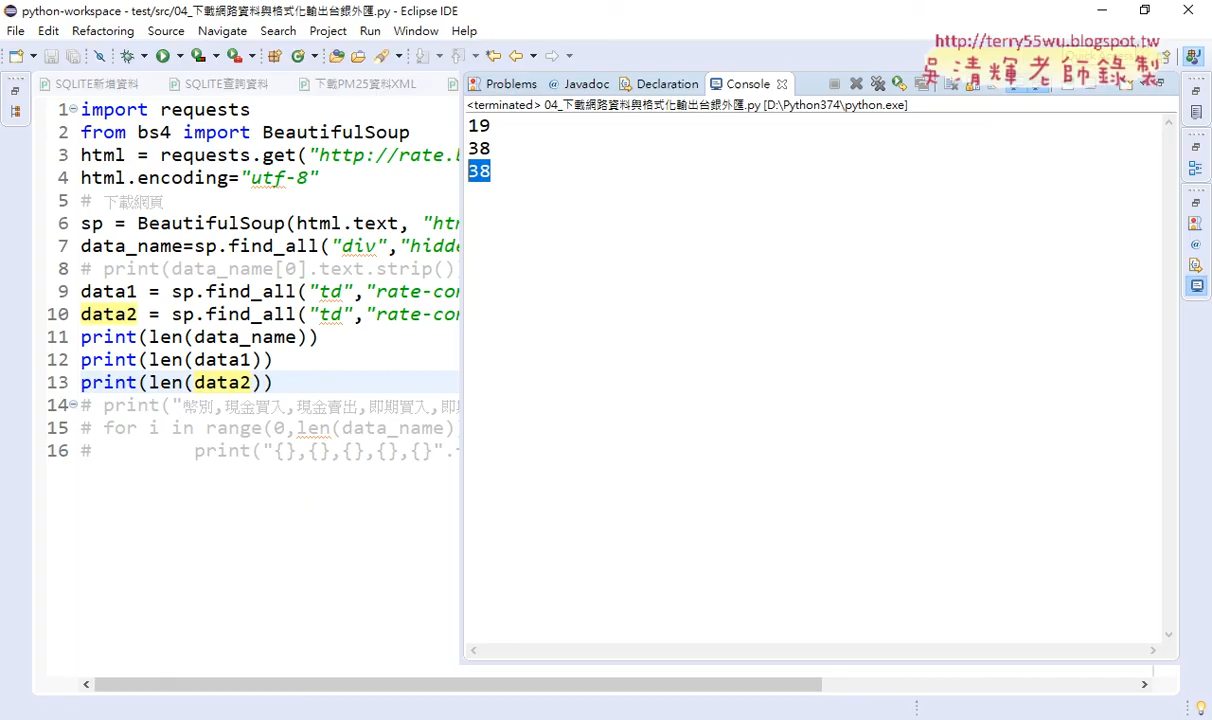 python-workspace - test/src/04_下載網路資料與格式化輸出台銀外匯.py - Eclipse IDE
File Edit Refactoring Source Navigate Search Project Run Window Help
http://terry55wu.blogspot.tw
吳清輝老師錄製
SQLITE新增資料 SQLITE查詢資料 下載PM25資料XML
Problems Javadoc Declaration Console
<terminated> 04_下載網路資料與格式化輸出台銀外匯.py [D:\Python374\python.exe]
19
38
38
1 import requests
2 from bs4 import BeautifulSoup
3 html = requests.get("http://rate.
4 html.encoding="utf-8"
5 # 下載網頁
6 sp = BeautifulSoup(html.text, "htm
7 data_name=sp.find_all("div","hidde
8 # print(data_name[0].text.strip()
9 data1 = sp.find_all("td","rate-con
10 data2 = sp.find_all("td","rate-con
11 print(len(data_name))
12 print(len(data1))
13 print(len(data2))
14 # print("幣別,現金買入,現金賣出,即期買入,即
15 # for i in range(0,len(data_name)
16 # print("{},{},{},{},{}".